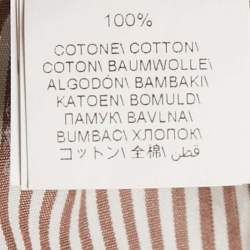 100%
COTONE\ COTTON\
COTON\ BAUMWOLLE\
ALGODÓN\ BAMBAKI\
KATOEN\ BOMULD\
ПАМУК\ BAVLNA\
BUMBAC\ ХЛОПОК\
コットン\ 全棉\ قطن\